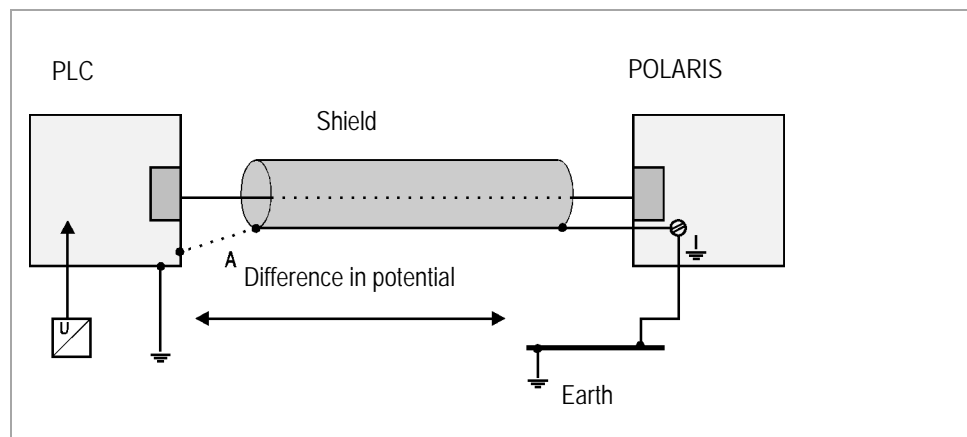 PLC
POLARIS
Shield
A
Difference in potential
U
Earth